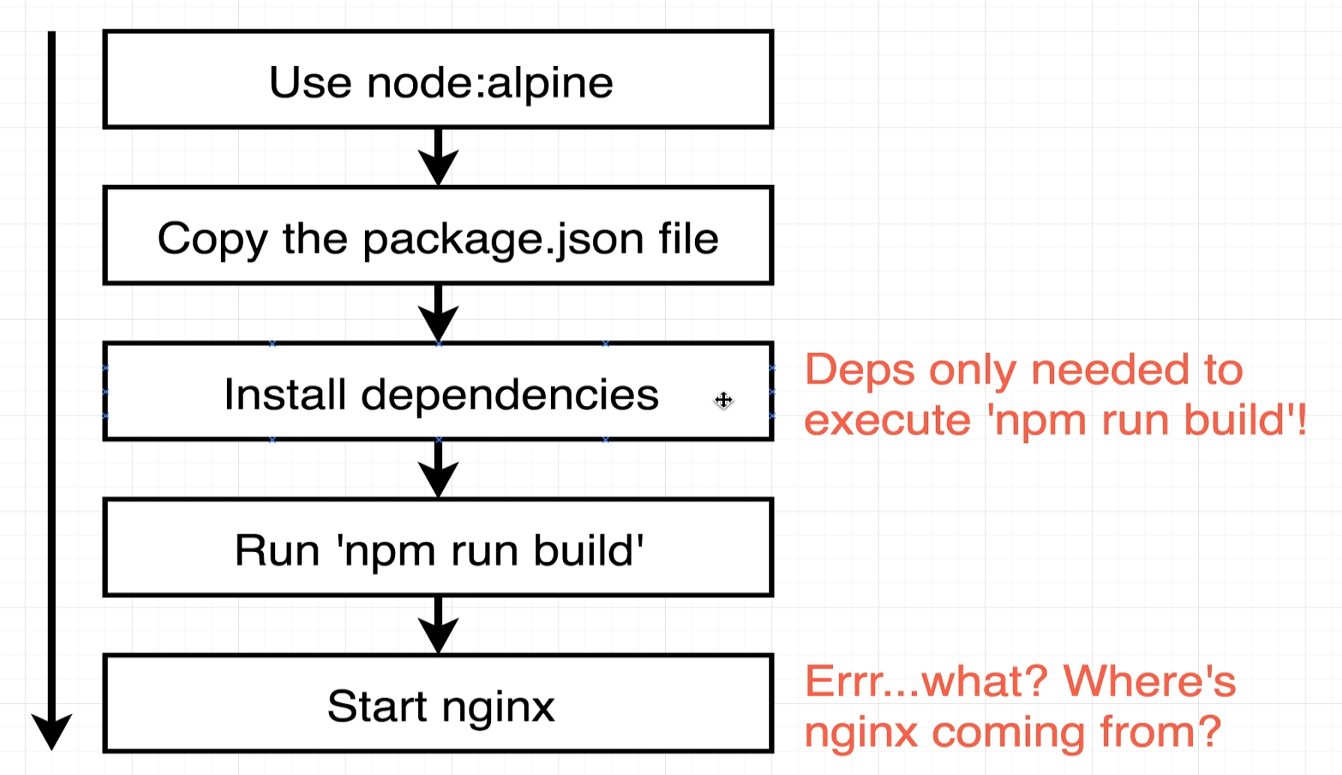 Use node:alpine
Copy the package.json file
Install dependencies
Deps only needed to
execute 'npm run build'!
Run 'npm run build'
Start nginx
Errr...what? Where's
nginx coming from?